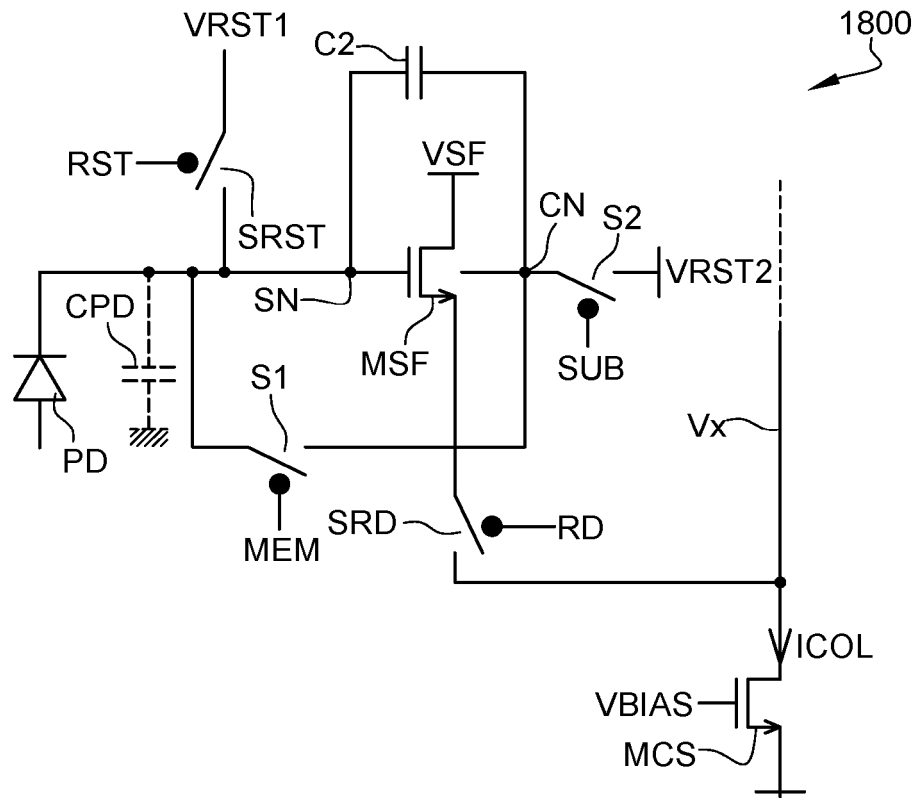 VRST1
C2
1800
RST
VSF
SRST
CN
S2
CPD
SN
VRST2
MSF
SUB
S1
PD
Vx
SRD
RD
MEM
ICOL
VBIAS
MCS